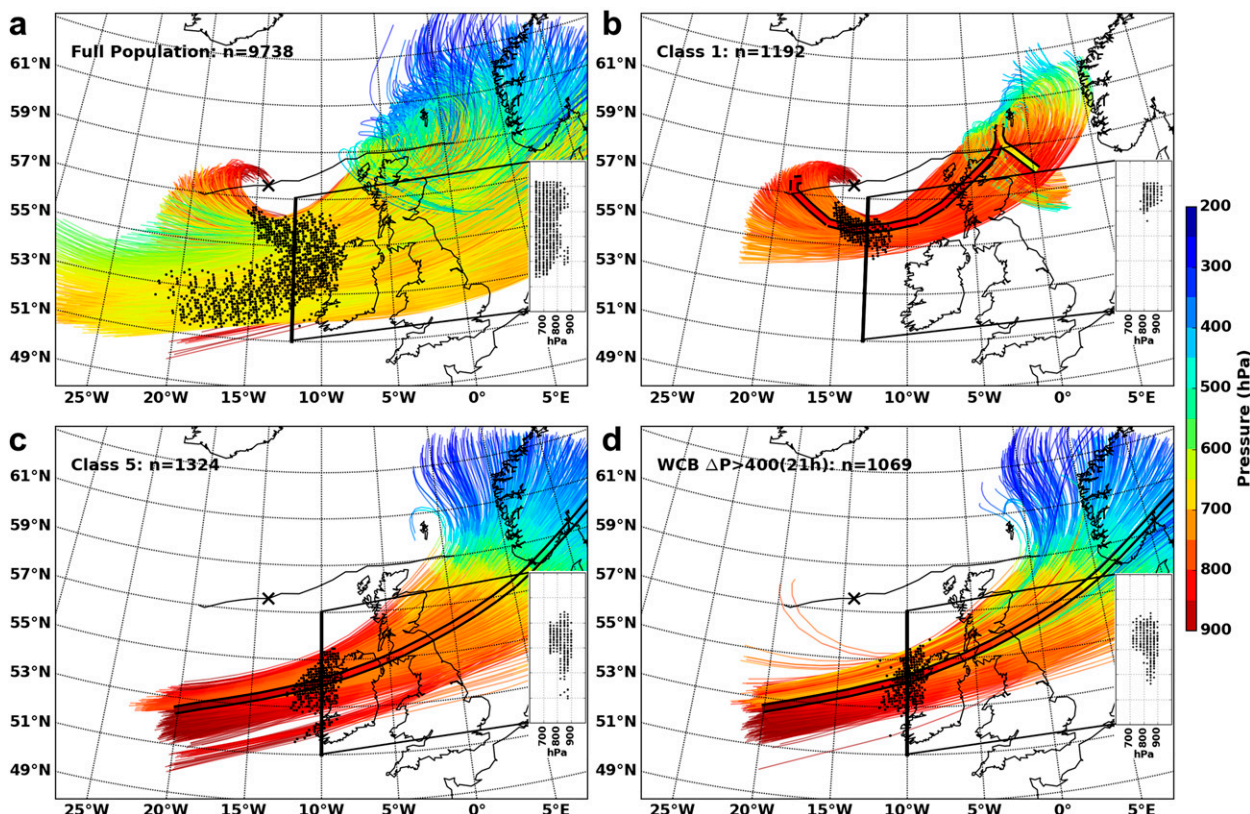 a
Full Population: n=9738
61°N
59°N
57°N
55°N
53°N
51°N
49°N
700
800
900
hPa
25°W
20°W
15°W
10°W
5°W
0°
5°E
b
Class 1: n=1192
61°N
59°N
57°N
55°N
53°N
51°N
49°N
700
800
900
hPa
25°W
20°W
15°W
10°W
5°W
0°
5°E
c
Class 5: n=1324
61°N
59°N
57°N
55°N
53°N
51°N
49°N
700
800
900
hPa
25°W
20°W
15°W
10°W
5°W
0°
5°E
d
WCB ΔP>400(21h): n=1069
61°N
59°N
57°N
55°N
53°N
51°N
49°N
700
800
900
hPa
25°W
20°W
15°W
10°W
5°W
0°
5°E
200
300
400
500
600
700
800
900
Pressure (hPa)